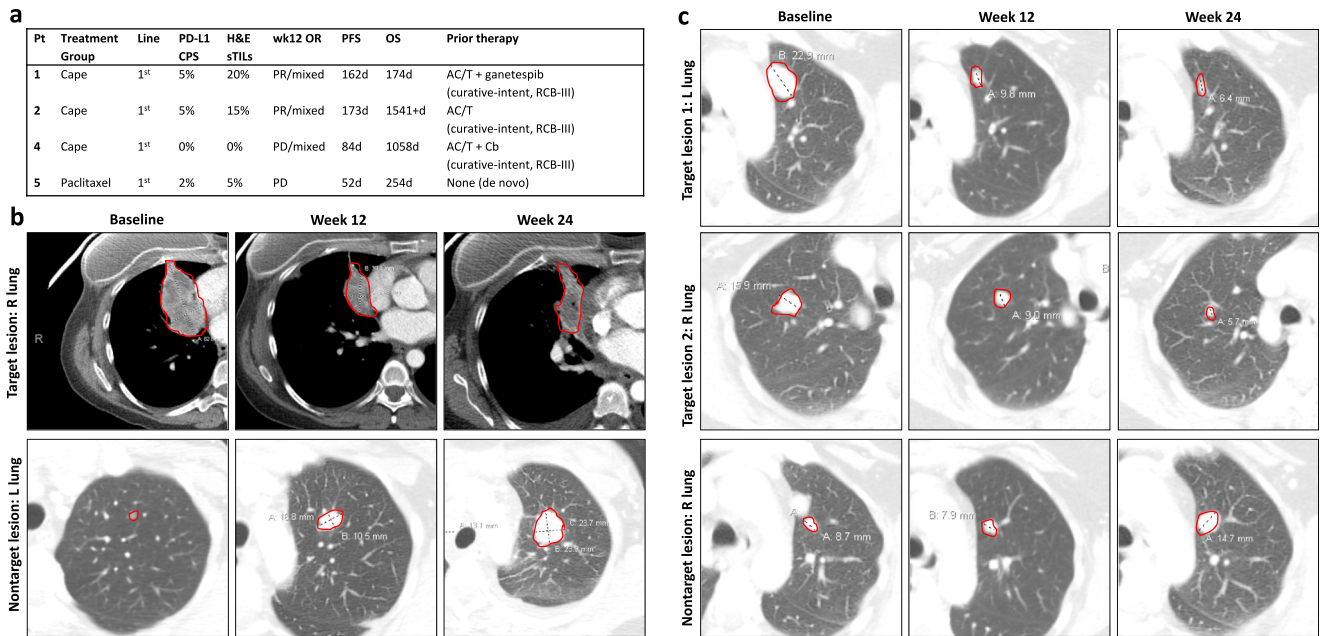 a
Pt Treatment Group Line PD-L1 CPS H&E sTILs wk12 OR PFS OS Prior therapy
1 Cape 1st 5% 20% PR/mixed 162d 174d AC/T + ganetespib
(curative-intent, RCB-III)
2 Cape 1st 5% 15% PR/mixed 173d 1541+d AC/T
(curative-intent, RCB-III)
4 Cape 1st 0% 0% PD/mixed 84d 1058d AC/T + Cb
(curative-intent, RCB-III)
5 Paclitaxel 1st 2% 5% PD 52d 254d None (de novo)
b
Baseline Week 12 Week 24
Target lesion: R lung
R
Nontarget lesion: L lung
B: 10.5 mm
A: 13.1 mm
C: 23.7 mm
B: 23.9 mm
c
Baseline Week 12 Week 24
Target lesion 1: L lung
B: 22.9 mm
A: 9.8 mm
A: 6.4 mm
Target lesion 2: R lung
A: 15.9 mm
A: 9.0 mm
B
A: 5.7 mm
Nontarget lesion: R lung
A
A: 8.7 mm
B: 7.9 mm
A: 14.7 mm